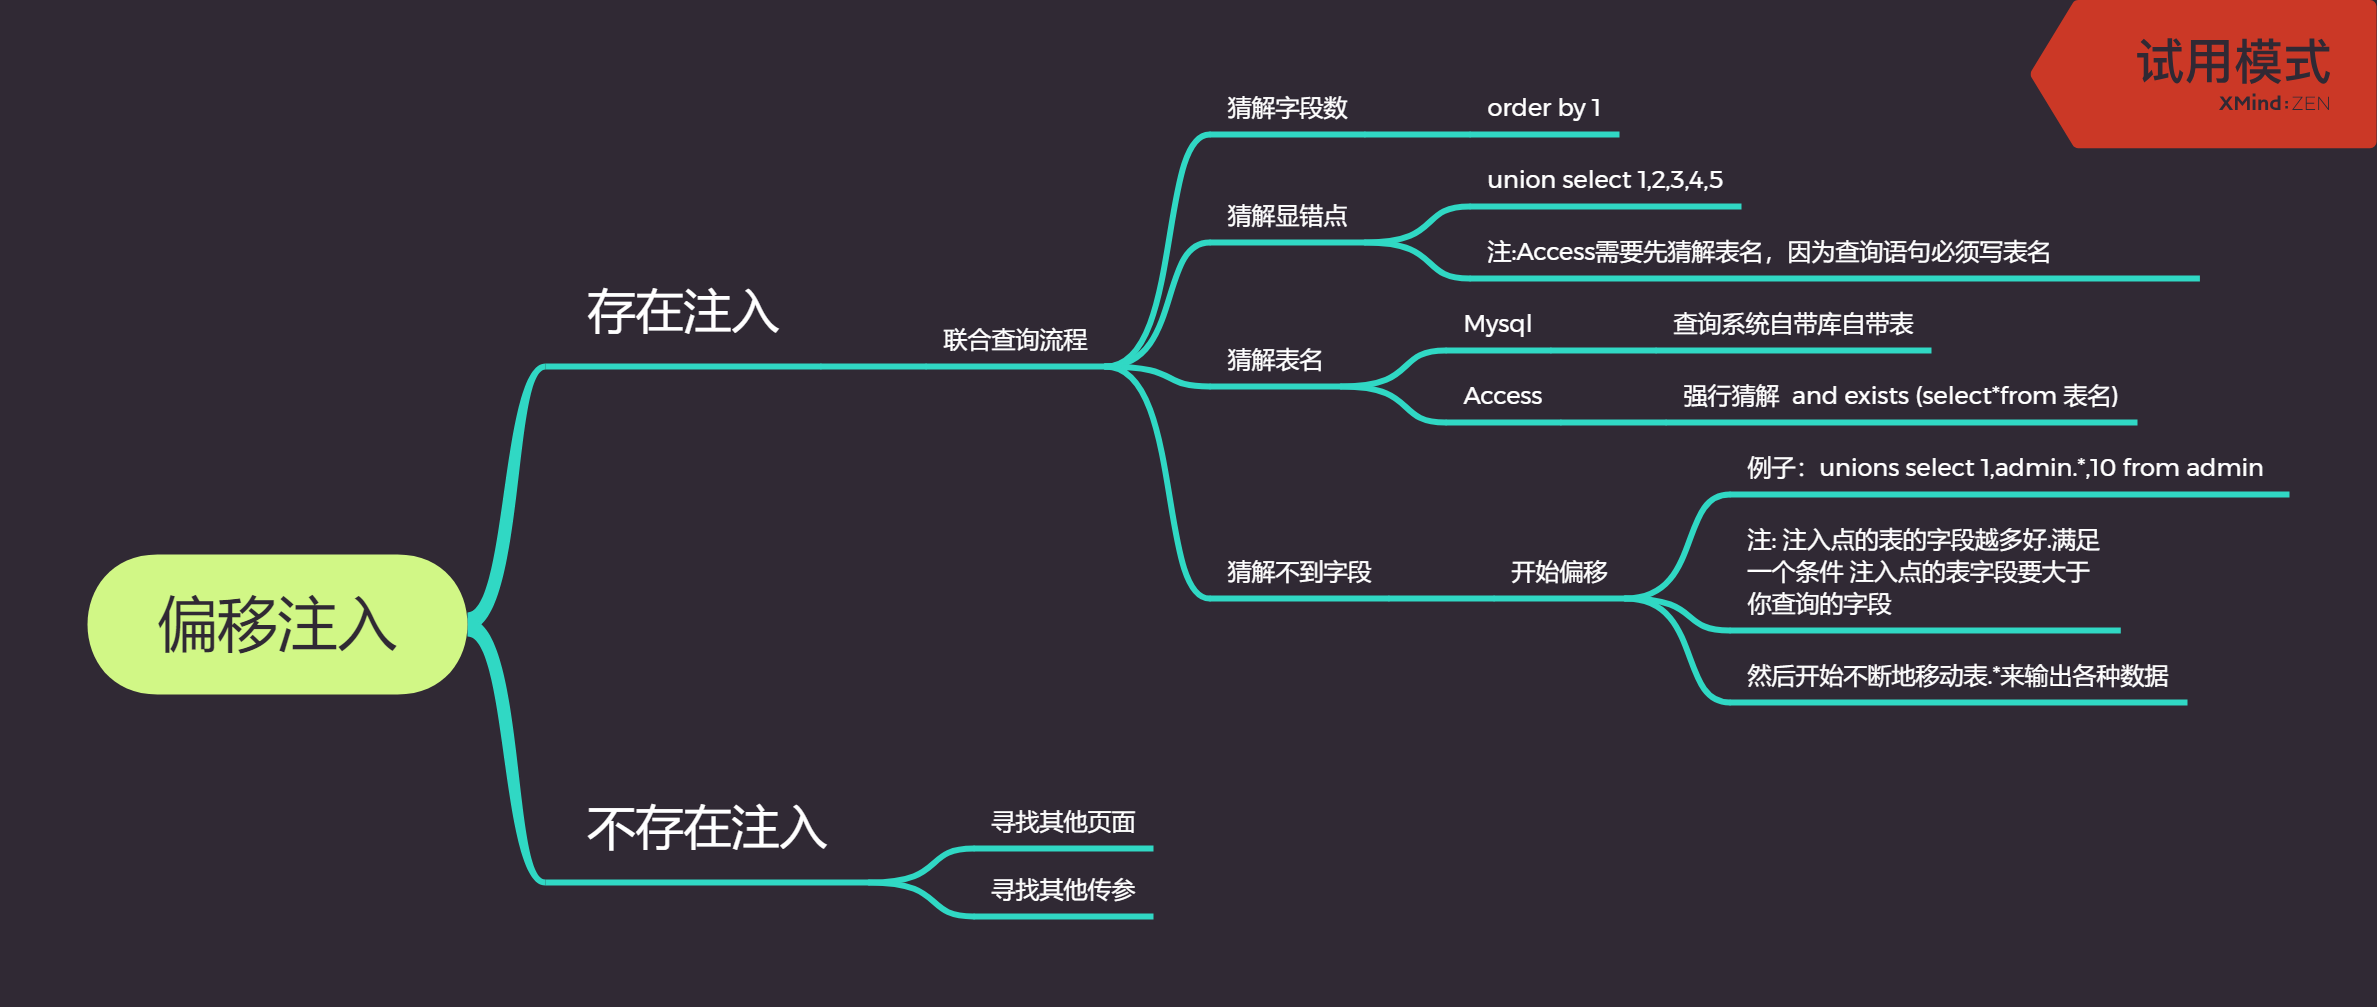 试用模式
XMind:ZEN
偏移注入
存在注入
联合查询流程
猜解字段数
order by 1
猜解显错点
union select 1,2,3,4,5
注:Access需要先猜解表名，因为查询语句必须写表名
猜解表名
Mysql
查询系统自带库自带表
Access
强行猜解  and exists (select*from 表名)
猜解不到字段
开始偏移
例子：unions select 1,admin.*,10 from admin
注: 注入点的表的字段越多好.满足
一个条件 注入点的表字段要大于
你查询的字段
然后开始不断地移动表.*来输出各种数据
不存在注入
寻找其他页面
寻找其他传参